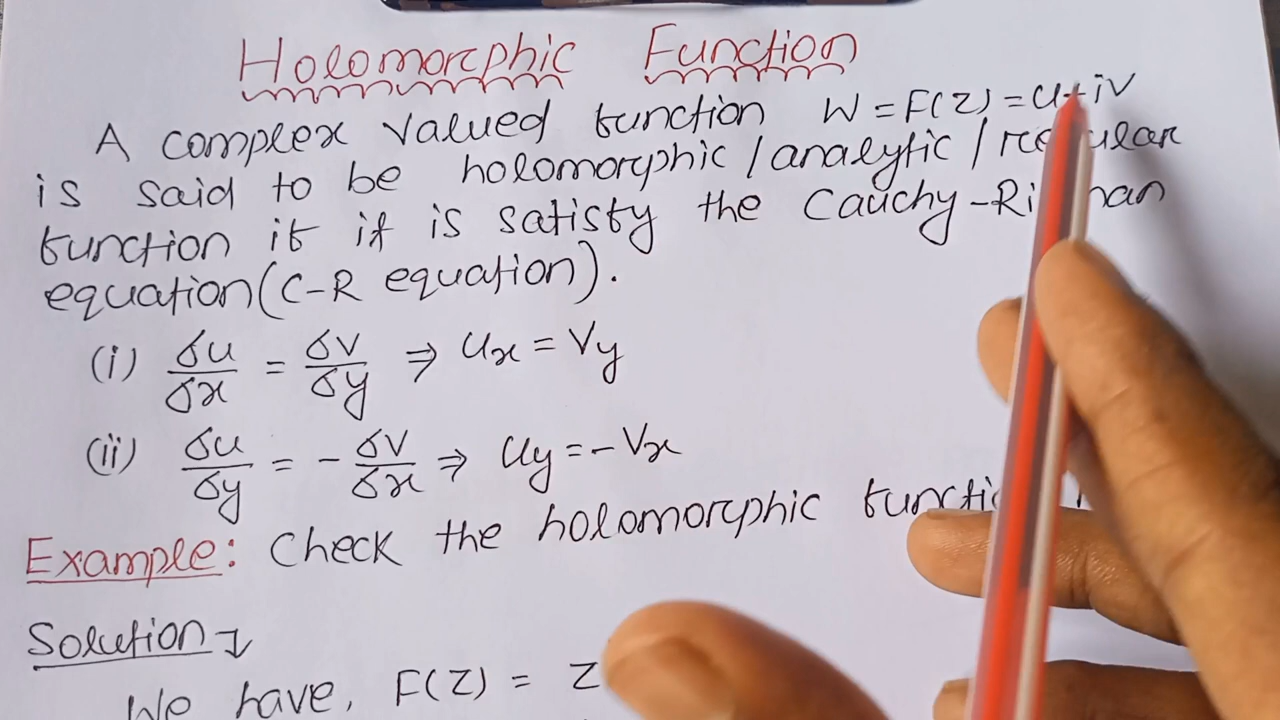 Holomorphic Function
A complex valued function W = F(Z) = u+iv
is said to be holomorphic/analytic/
function if it is satisfy the Cauchy-
equation(C-R equation).
(i) δu/δx = δv/δy ⇒ ux = Vy
(ii) δu/δy = - δv/δx ⇒ uy = -Vx
Example: Check the holomorphic
Solution ↴
We have, F(Z) = Z